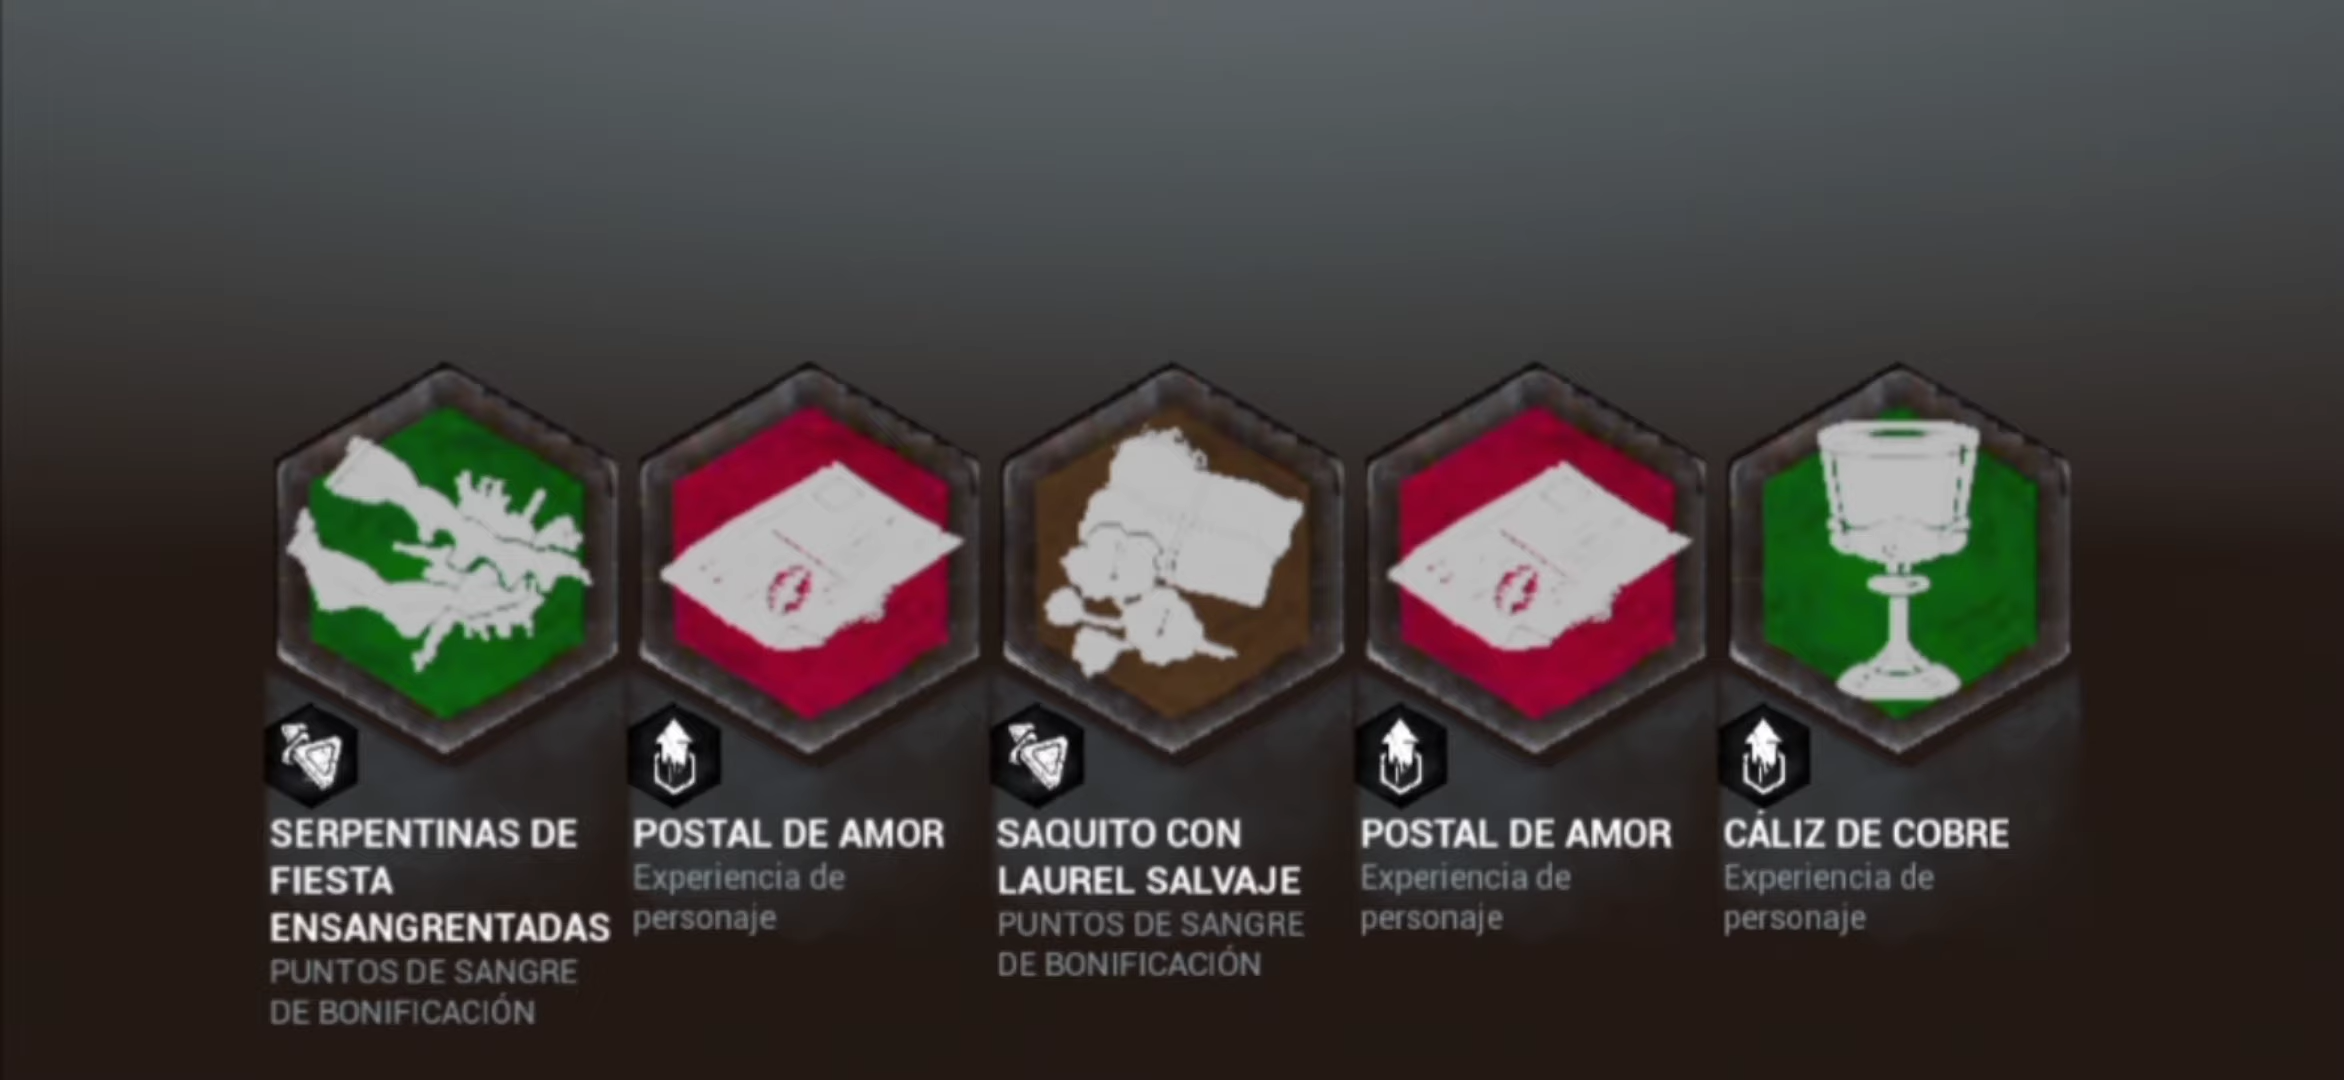 SERPENTINAS DE
FIESTA
ENSANGRENTADAS
PUNTOS DE SANGRE
DE BONIFICACIÓN
POSTAL DE AMOR
Experiencia de
personaje
SAQUITO CON
LAUREL SALVAJE
PUNTOS DE SANGRE
DE BONIFICACIÓN
POSTAL DE AMOR
Experiencia de
personaje
CÁLIZ DE COBRE
Experiencia de
personaje